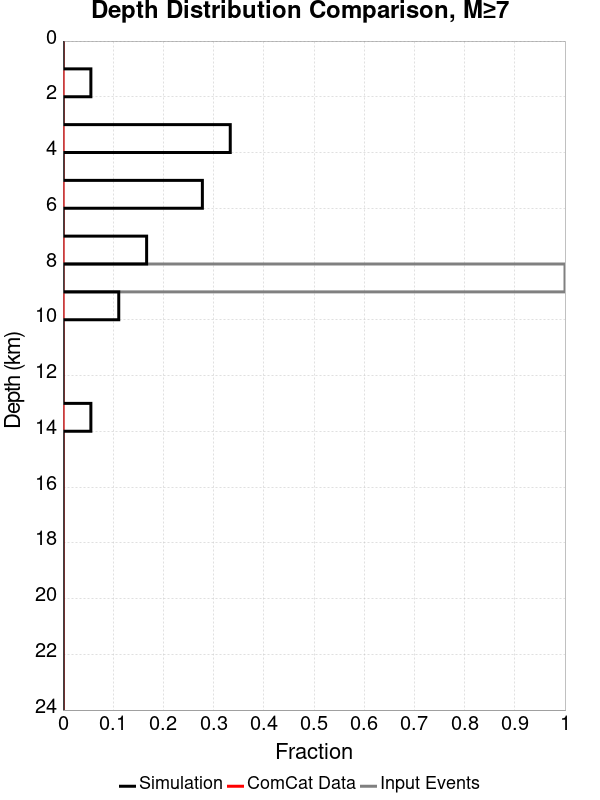 Depth Distribution Comparison, M≥7
0
2
4
6
8
10
12
14
16
18
20
22
24
Depth (km)
0 0.1 0.2 0.3 0.4 0.5 0.6 0.7 0.8 0.9 1
Fraction
Simulation ComCat Data Input Events